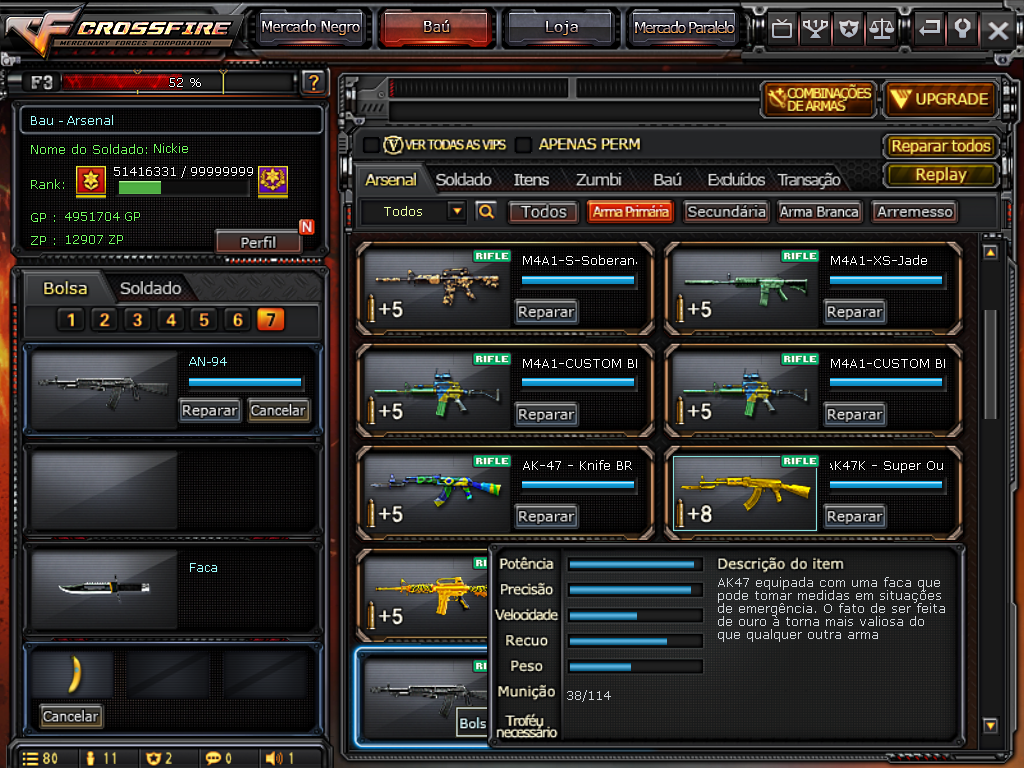 CROSSFIRE
MERCENARY FORCES CORPORATION
Mercado Negro
Baú
Loja
Mercado Paralelo
F3
52 %
?
Bau - Arsenal
Nome do Soldado: Nickie
Rank:
51416331 / 99999999
GP : 4951704 GP
ZP : 12907 ZP
N
Perfil
Bolsa
Soldado
1 2 3 4 5 6 7
AN-94
Reparar
Cancelar
Faca
Cancelar
80
11
2
0
1
COMBINAÇÕES
DE ARMAS
UPGRADE
VER TODAS AS VIPS
APENAS PERM
Reparar todos
Replay
Arsenal
Soldado
Itens
Zumbi
Baú
Excluídos
Transação
Todos
Todos
Arma Primária
Secundária
Arma Branca
Arremesso
RIFLE
M4A1-S-Soberan.
+5
Reparar
RIFLE
M4A1-XS-Jade
+5
Reparar
RIFLE
M4A1-CUSTOM BI
+5
Reparar
RIFLE
M4A1-CUSTOM BI
+5
Reparar
RIFLE
AK-47 - Knife BR
+5
Reparar
RIFLE
AK47K - Super Ou
+8
Reparar
RI
+5
RI
Bols
Potência
Precisão
Velocidade
Recuo
Peso
Munição
38/114
Troféu
necessário
Descrição do item
AK47 equipada com uma faca que
pode tomar medidas em situações
de emergência. O fato de ser feita
de ouro a torna mais valiosa do
que qualquer outra arma